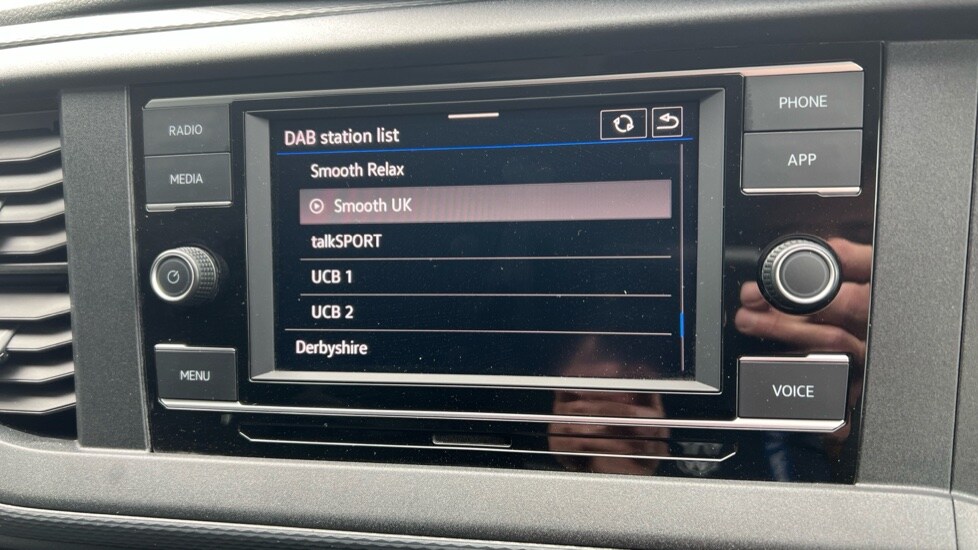 RADIO
MEDIA
MENU
DAB station list
Smooth Relax
Smooth UK
talkSPORT
UCB 1
UCB 2
Derbyshire
PHONE
APP
VOICE